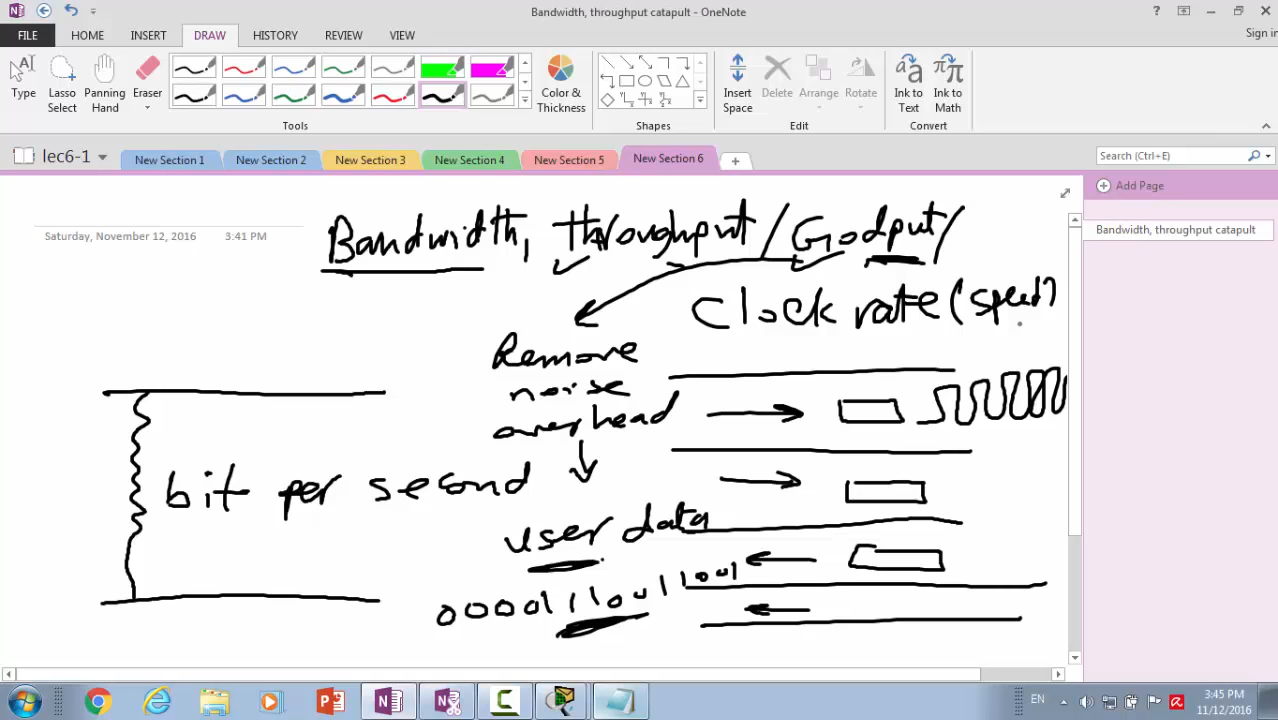 Bandwidth, throughput catapult - OneNote
FILE HOME INSERT DRAW HISTORY REVIEW VIEW
Sign in
Type
Lasso Select
Panning Hand
Eraser
Color & Thickness
Insert Space
Delete
Arrange
Rotate
Ink to Text
Ink to Math
Tools
Shapes
Edit
Convert
lec6-1
New Section 1
New Section 2
New Section 3
New Section 4
New Section 5
New Section 6
Search (Ctrl+E)
Add Page
Bandwidth, throughput catapult
Saturday, November 12, 2016 3:41 PM
Bandwidth, throughput / Godput /
Clock rate (speed)
Remove
noise
overhead
bit per second
user data
00001110011001
EN
3:45 PM
11/12/2016